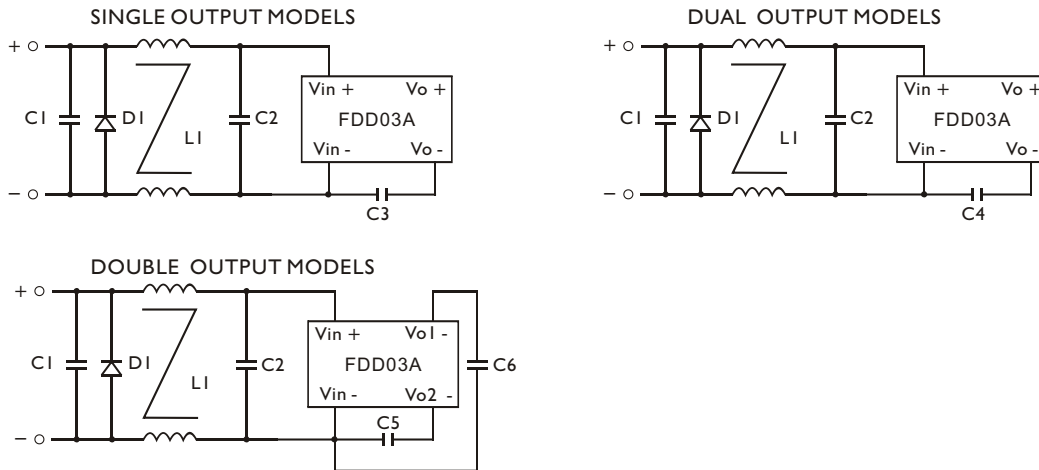 SINGLE OUTPUT MODELS
+
C1
D1
L1
C2
Vin +
Vo +
FDD03A
Vin -
Vo -
−
C3
DUAL OUTPUT MODELS
+
C1
D1
L1
C2
Vin +
Vo +
FDD03A
Vin -
Vo -
−
C4
DOUBLE OUTPUT MODELS
+
C1
D1
L1
C2
Vin +
Vo1 -
FDD03A
Vin -
Vo2 -
C6
−
C5